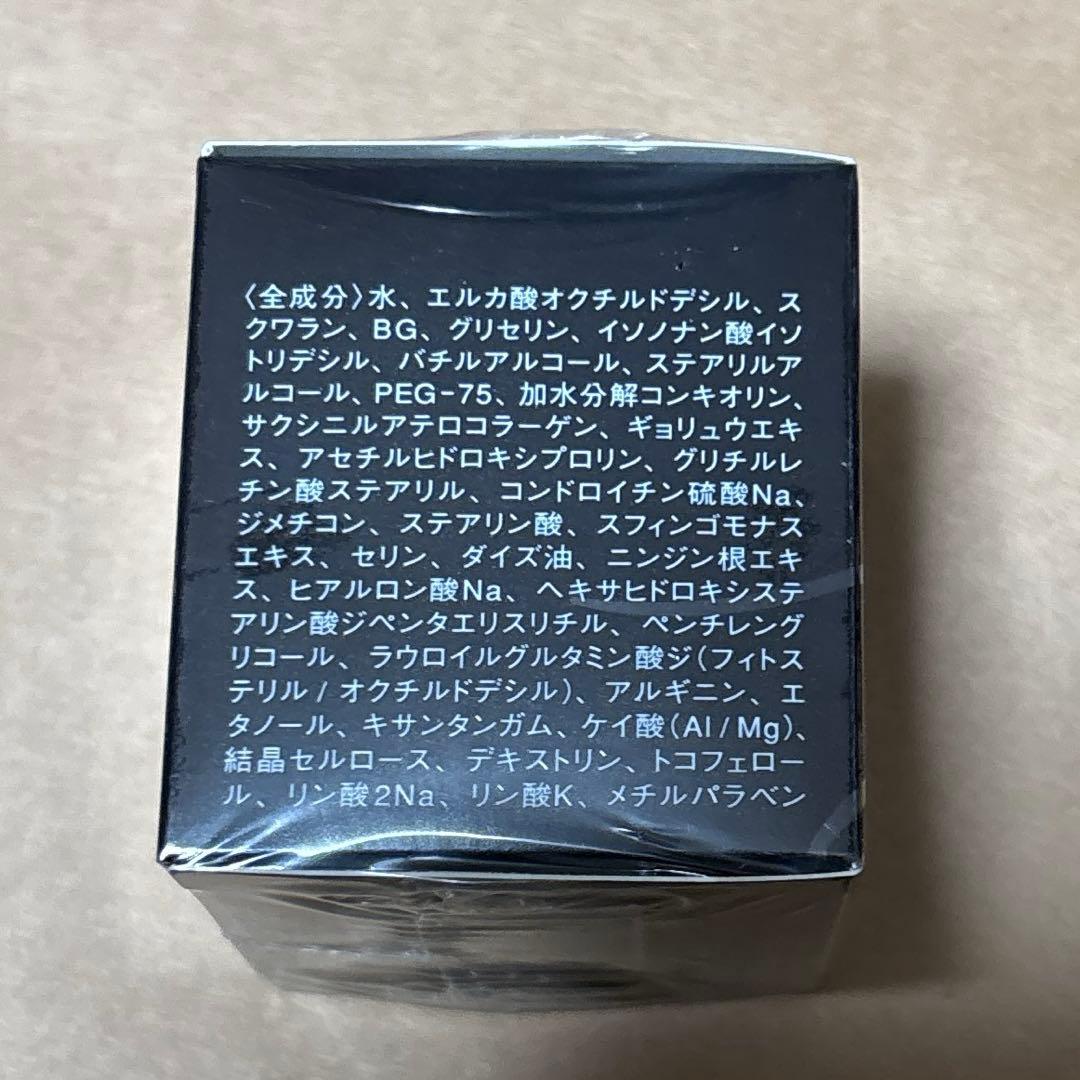 〈全成分〉水、エルカ酸オクチルドデシル、ス
クワラン、BG、グリセリン、イソノナン酸イソ
トリデシル、バチルアルコール、ステアリルア
ルコール、PEG-75、加水分解コンキオリン、
サクシニルアテロコラーゲン、ギョリュウエキ
ス、アセチルヒドロキシプロリン、グリチルレ
チン酸ステアリル、コンドロイチン硫酸Na、
ジメチコン、ステアリン酸、スフィンゴモナス
エキス、セリン、ダイズ油、ニンジン根エキ
ス、ヒアルロン酸Na、ヘキサヒドロキシステ
アリン酸ジペンタエリスリチル、ペンチレング
リコール、ラウロイルグルタミン酸ジ(フィトス
テリル/オクチルドデシル)、アルギニン、エ
タノール、キサンタンガム、ケイ酸(Al/Mg)、
結晶セルロース、デキストリン、トコフェロー
ル、リン酸2Na、リン酸K、メチルパラベン